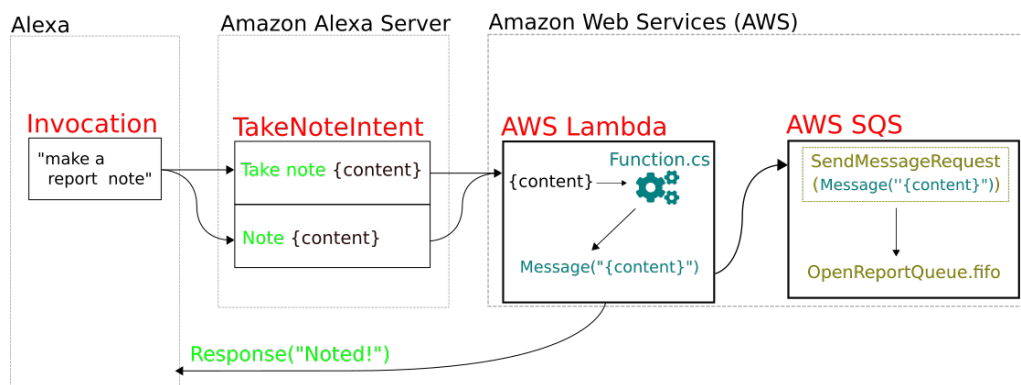 Alexa
Amazon Alexa Server
Amazon Web Services (AWS)
Invocation
"make a
report note"
TakeNoteIntent
Take note {content}
Note {content}
AWS Lambda
Function.cs
{content}
Message("{content}")
AWS SQS
SendMessageRequest
(Message("{content}"))
OpenReportQueue.fifo
Response("Noted!")